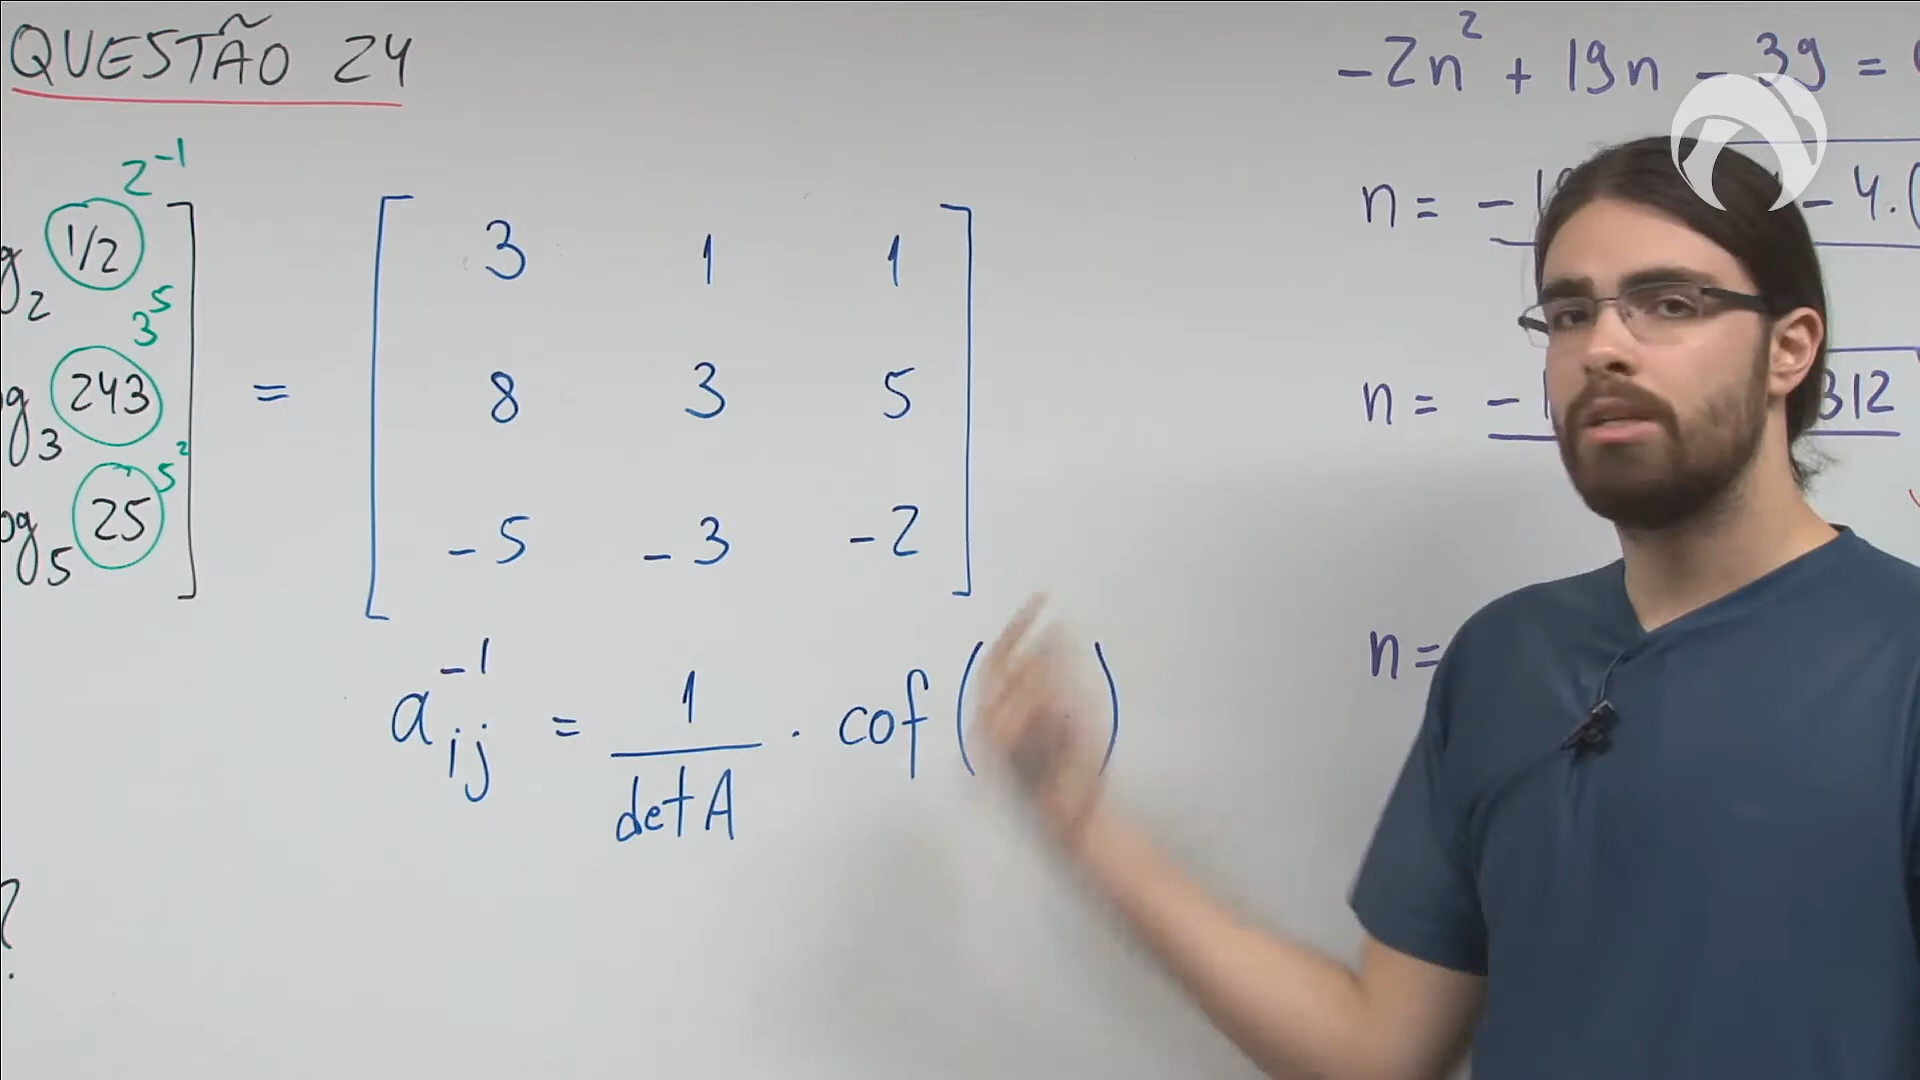 QUESTÃO 24
2⁻¹
g₂ 1/2
3⁵
g₃ 243
5²
og₅ 25
=
3 1 1
8 3 5
-5 -3 -2
a⁻¹ᵢⱼ = 1/detA · cof( )
?
-2n² + 19n - 39 =
n = -1 - 4.(
n = -1 312
n =